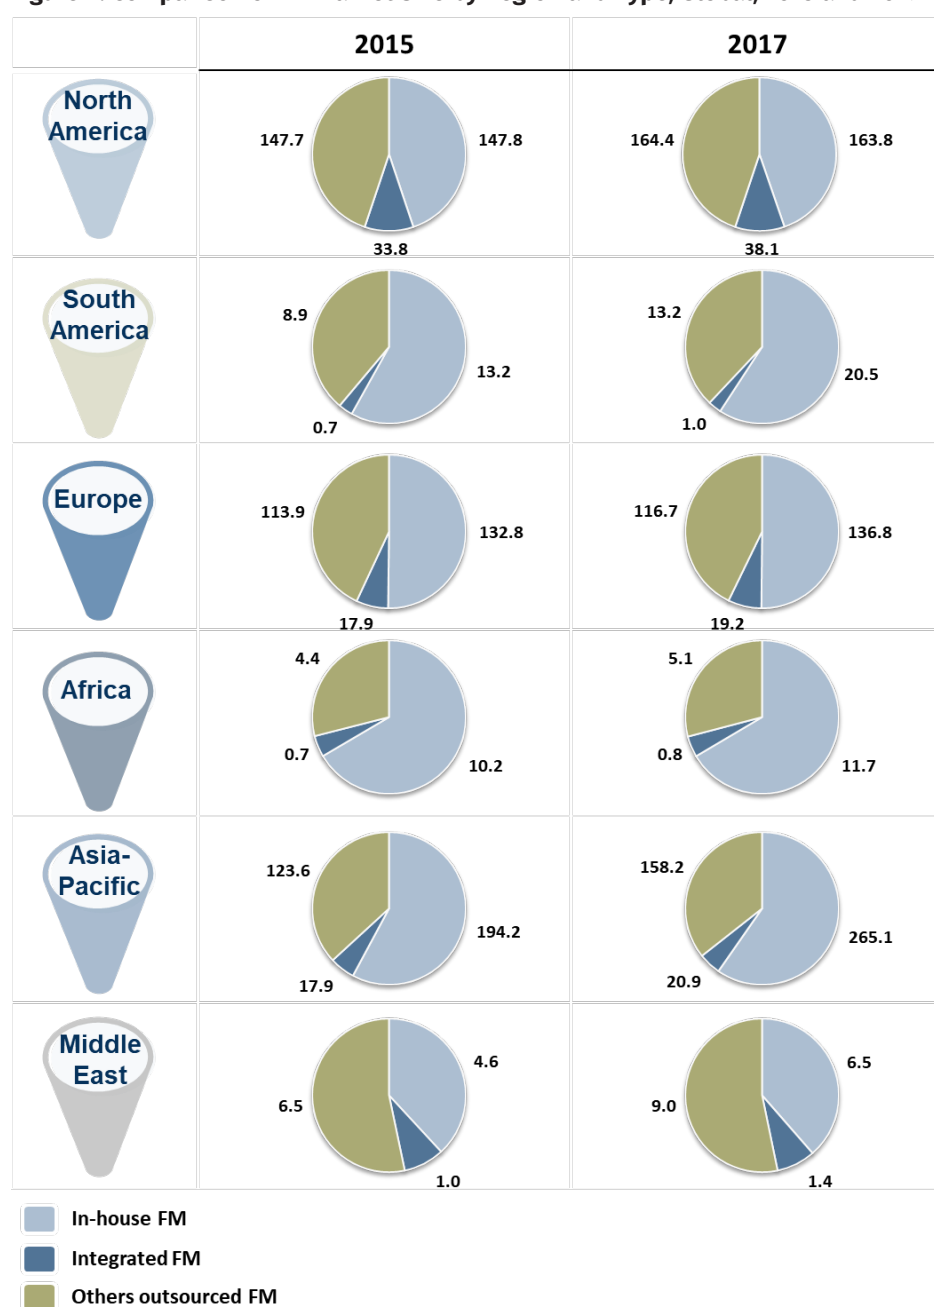 2015 2017
North
America
147.7 147.8 164.4 163.8
33.8 38.1
South
America
8.9 13.2 13.2 20.5
0.7 1.0
Europe
113.9 132.8 116.7 136.8
17.9 19.2
Africa
4.4 5.1
0.7 10.2 0.8 11.7
Asia-
Pacific
123.6 194.2 158.2 265.1
17.9 20.9
Middle
East
4.6 6.5
6.5 9.0
1.0 1.4
In-house FM
Integrated FM
Others outsourced FM